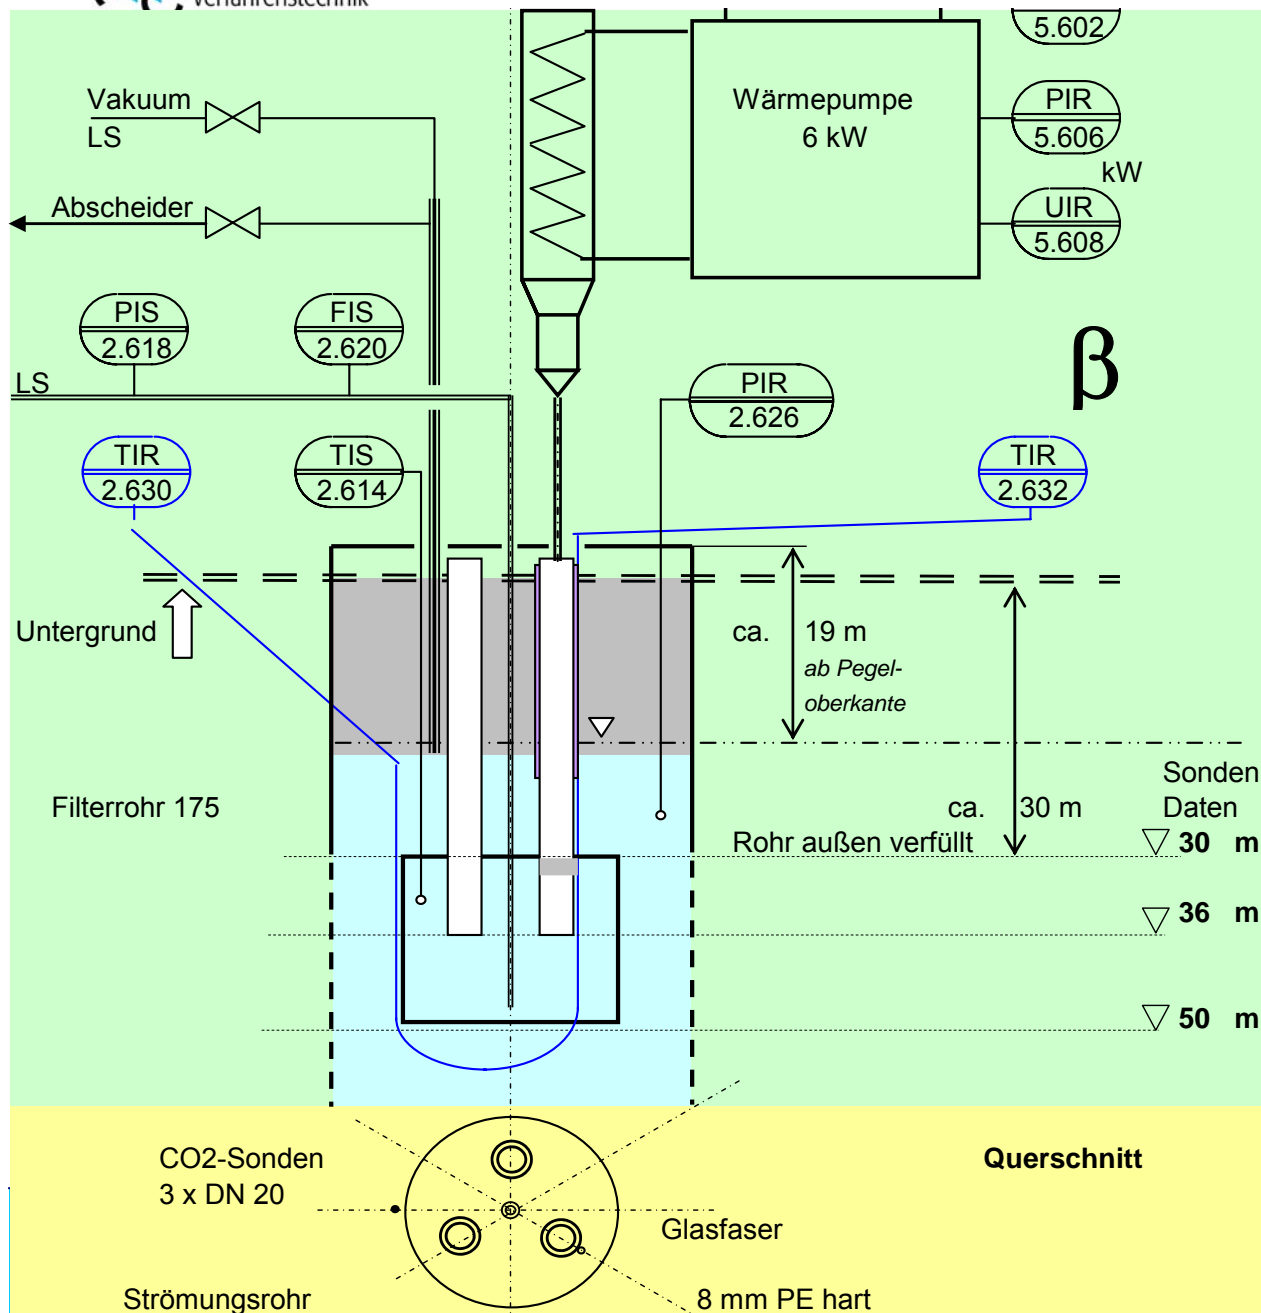 Verfahrenstechnik
5.602
Vakuum
LS
Wärmepumpe
6 kW
PIR
5.606
kW
Abscheider
UIR
5.608
PIS
2.618
FIS
2.620
β
LS
PIR
2.626
TIR
2.630
TIS
2.614
TIR
2.632
Untergrund
ca. 19 m
ab Pegel-
oberkante
Filterrohr 175
ca. 30 m
Sonden
Daten
Rohr außen verfüllt
30 m
36 m
50 m
CO2-Sonden
3 x DN 20
Querschnitt
Glasfaser
Strömungsrohr
8 mm PE hart